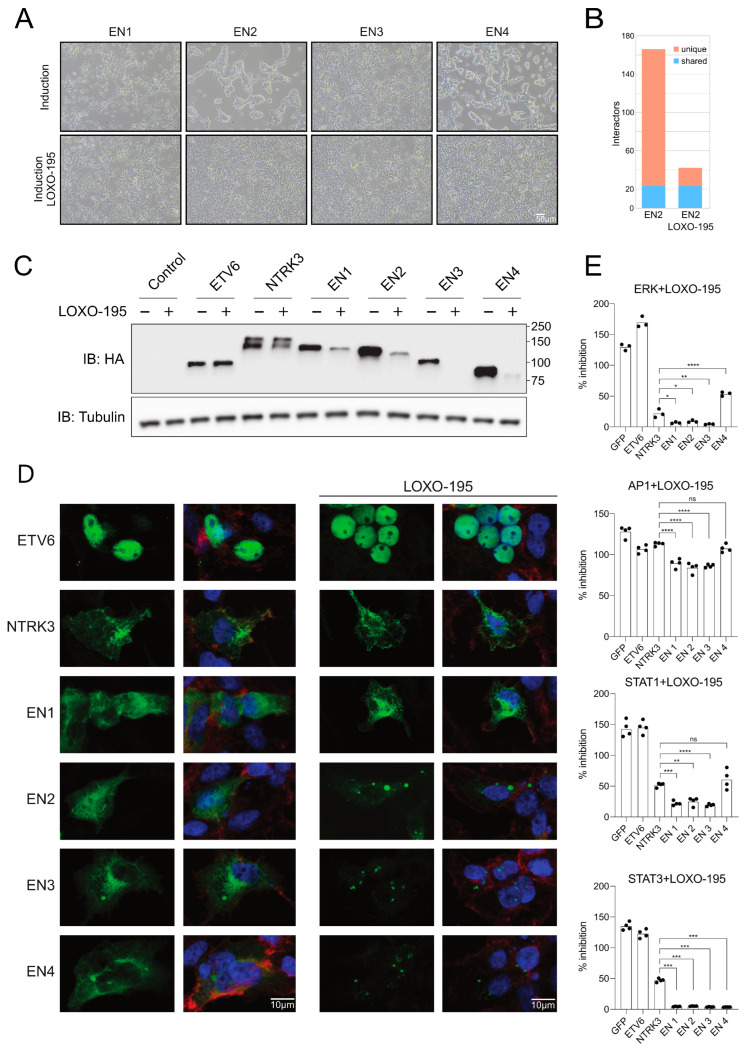 A
EN1 EN2 EN3 EN4
Induction
Induction
LOXO-195
50µm
B
Interactors
180
140
100
60
20
0
unique
shared
EN2 EN2
LOXO-195
C
Control ETV6 NTRK3 EN1 EN2 EN3 EN4
LOXO-195 – + – + – + – + – + – + – +
IB: HA
250
150
100
75
IB: Tubulin
D
LOXO-195
ETV6
NTRK3
EN1
EN2
EN3
EN4
10µm 10µm
E
ERK+LOXO-195
% inhibition
150
100
50
0
****
**
*
*
GFP ETV6 NTRK3 EN1 EN2 EN3 EN4
AP1+LOXO-195
% inhibition
150
100
50
0
ns
****
****
****
GFP ETV6 NTRK3 EN 1 EN 2 EN 3 EN 4
STAT1+LOXO-195
% inhibition
150
100
50
0
ns
****
**
***
GFP ETV6 NTRK3 EN 1 EN 2 EN 3 EN 4
STAT3+LOXO-195
% inhibition
150
100
50
0
***
***
***
***
GFP ETV6 NTRK3 EN 1 EN 2 EN 3 EN 4